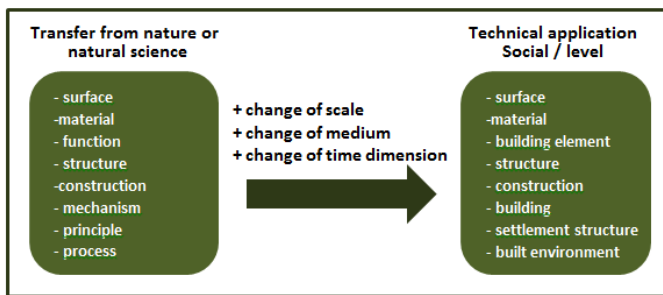 Transfer from nature or
natural science
- surface
-material
- function
- structure
-construction
- mechanism
- principle
- process
+ change of scale
+ change of medium
+ change of time dimension
Technical application
Social / level
- surface
-material
- building element
- structure
- construction
- building
- settlement structure
- built environment